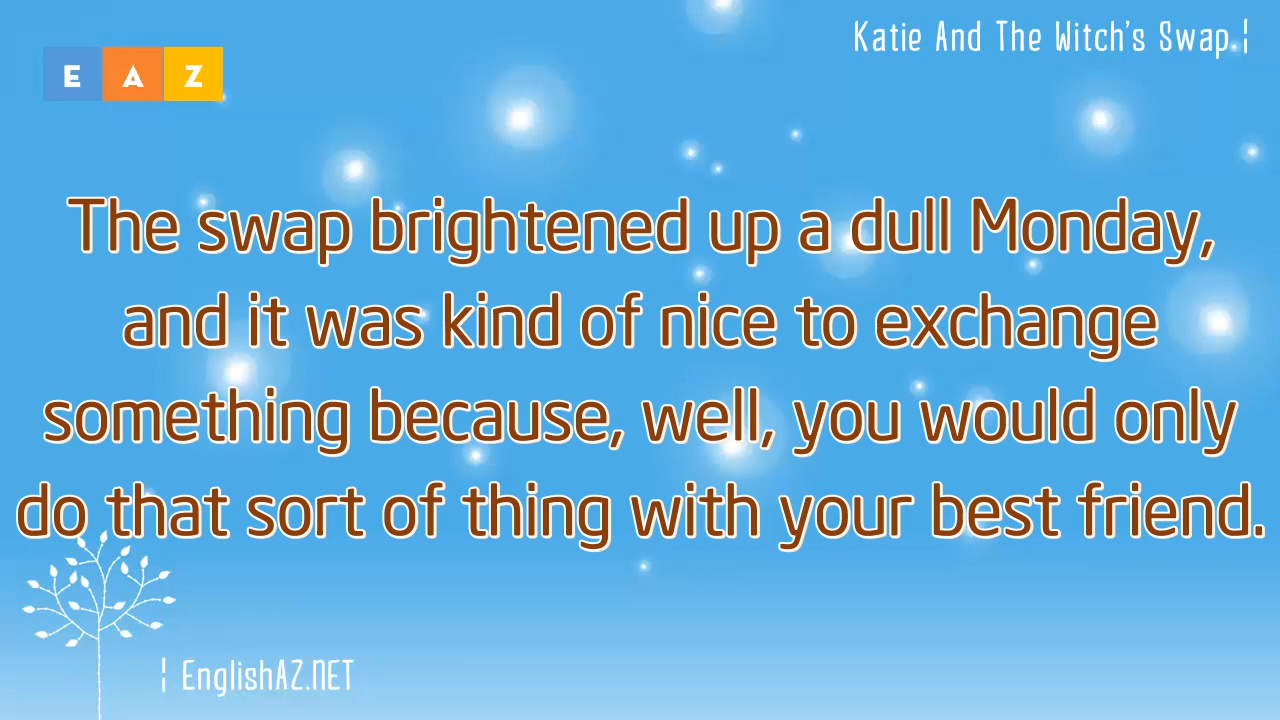 Katie And The Witch's Swap ¦
E A Z
The swap brightened up a dull Monday,
and it was kind of nice to exchange
something because, well, you would only
do that sort of thing with your best friend.
¦ EnglishAZ.NET